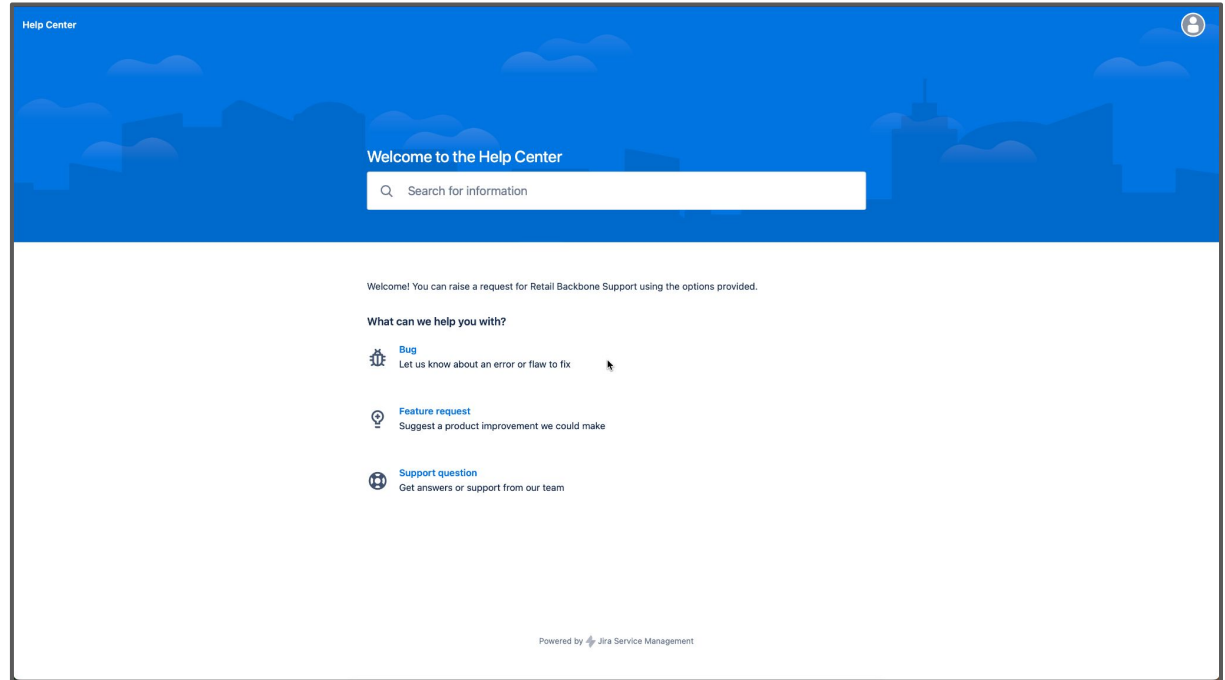 Help Center
Welcome to the Help Center
Search for information
Welcome! You can raise a request for Retail Backbone Support using the options provided.
What can we help you with?
Bug
Let us know about an error or flaw to fix
Feature request
Suggest a product improvement we could make
Support question
Get answers or support from our team
Powered by Jira Service Management